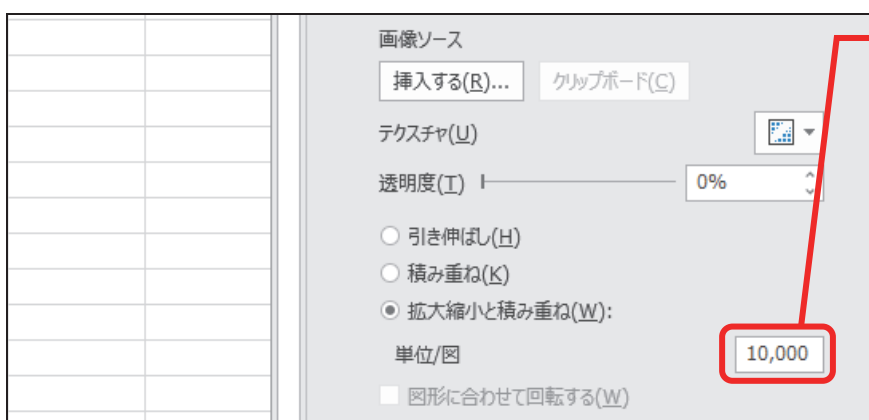 画像ソース
挿入する(R)... クリップボード(C)
テクスチャ(U)
透明度(T) 0%
引き伸ばし(H)
積み重ね(K)
拡大縮小と積み重ね(W):
単位/図 10,000
図形に合わせて回転する(W)